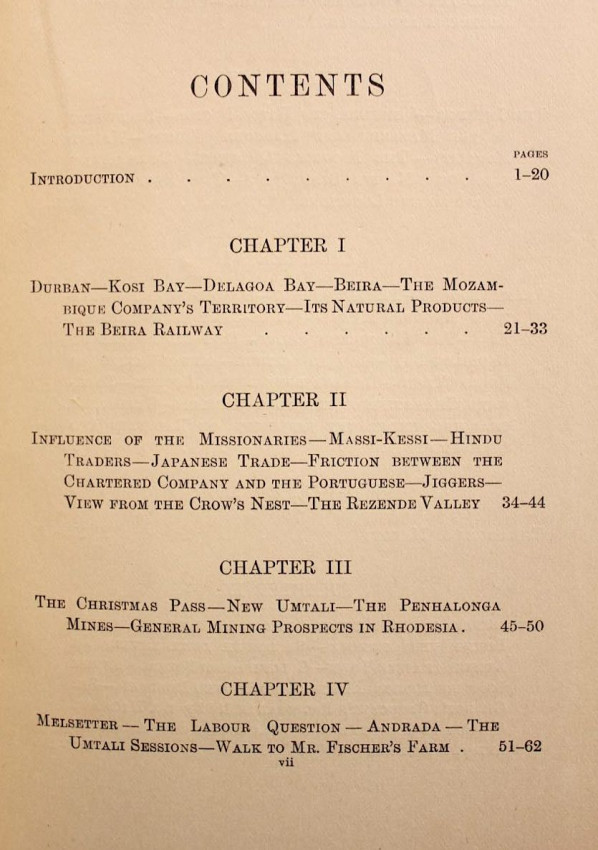 CONTENTS
PAGES
INTRODUCTION . . . . . . . . . 1–20
CHAPTER I
DURBAN—KOSI BAY—DELAGOA BAY—BEIRA—THE MOZAM-
BIQUE COMPANY'S TERRITORY—ITS NATURAL PRODUCTS—
THE BEIRA RAILWAY . . . . . . 21–33
CHAPTER II
INFLUENCE OF THE MISSIONARIES—MASSI-KESSI—HINDU
TRADERS—JAPANESE TRADE—FRICTION BETWEEN THE
CHARTERED COMPANY AND THE PORTUGUESE—JIGGERS—
VIEW FROM THE CROW'S NEST—THE REZENDE VALLEY 34–44
CHAPTER III
THE CHRISTMAS PASS—NEW UMTALI—THE PENHALONGA
MINES—GENERAL MINING PROSPECTS IN RHODESIA. 45–50
CHAPTER IV
MELSETTER — THE LABOUR QUESTION — ANDRADA — THE
UMTALI SESSIONS—WALK TO MR. FISCHER'S FARM . 51–62
vii